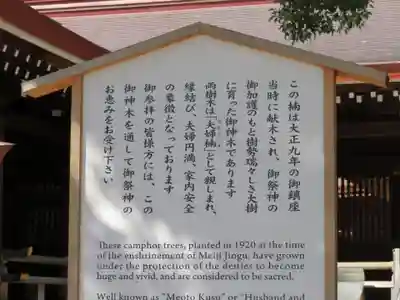 この楠は大正九年の御鎮座
当時に献木され、御祭神の
御加護のもと樹勢瑞々しき大樹
に育った御神木であります
両樹木は「夫婦楠」として親しまれ、
縁結び、夫婦円満、家内安全
の象徴となっております
御参拝の皆様方には、この
御神木を通して御祭神の
お恵みをお受け下さい
These camphor trees, planted in 1920 at the time
of the enshrinement of Meiji Jingu, have grown
under the protection of the deities to become
huge and vivid, and are considered to be sacred.
Well known as "Meoto Kusu" or "Husband and